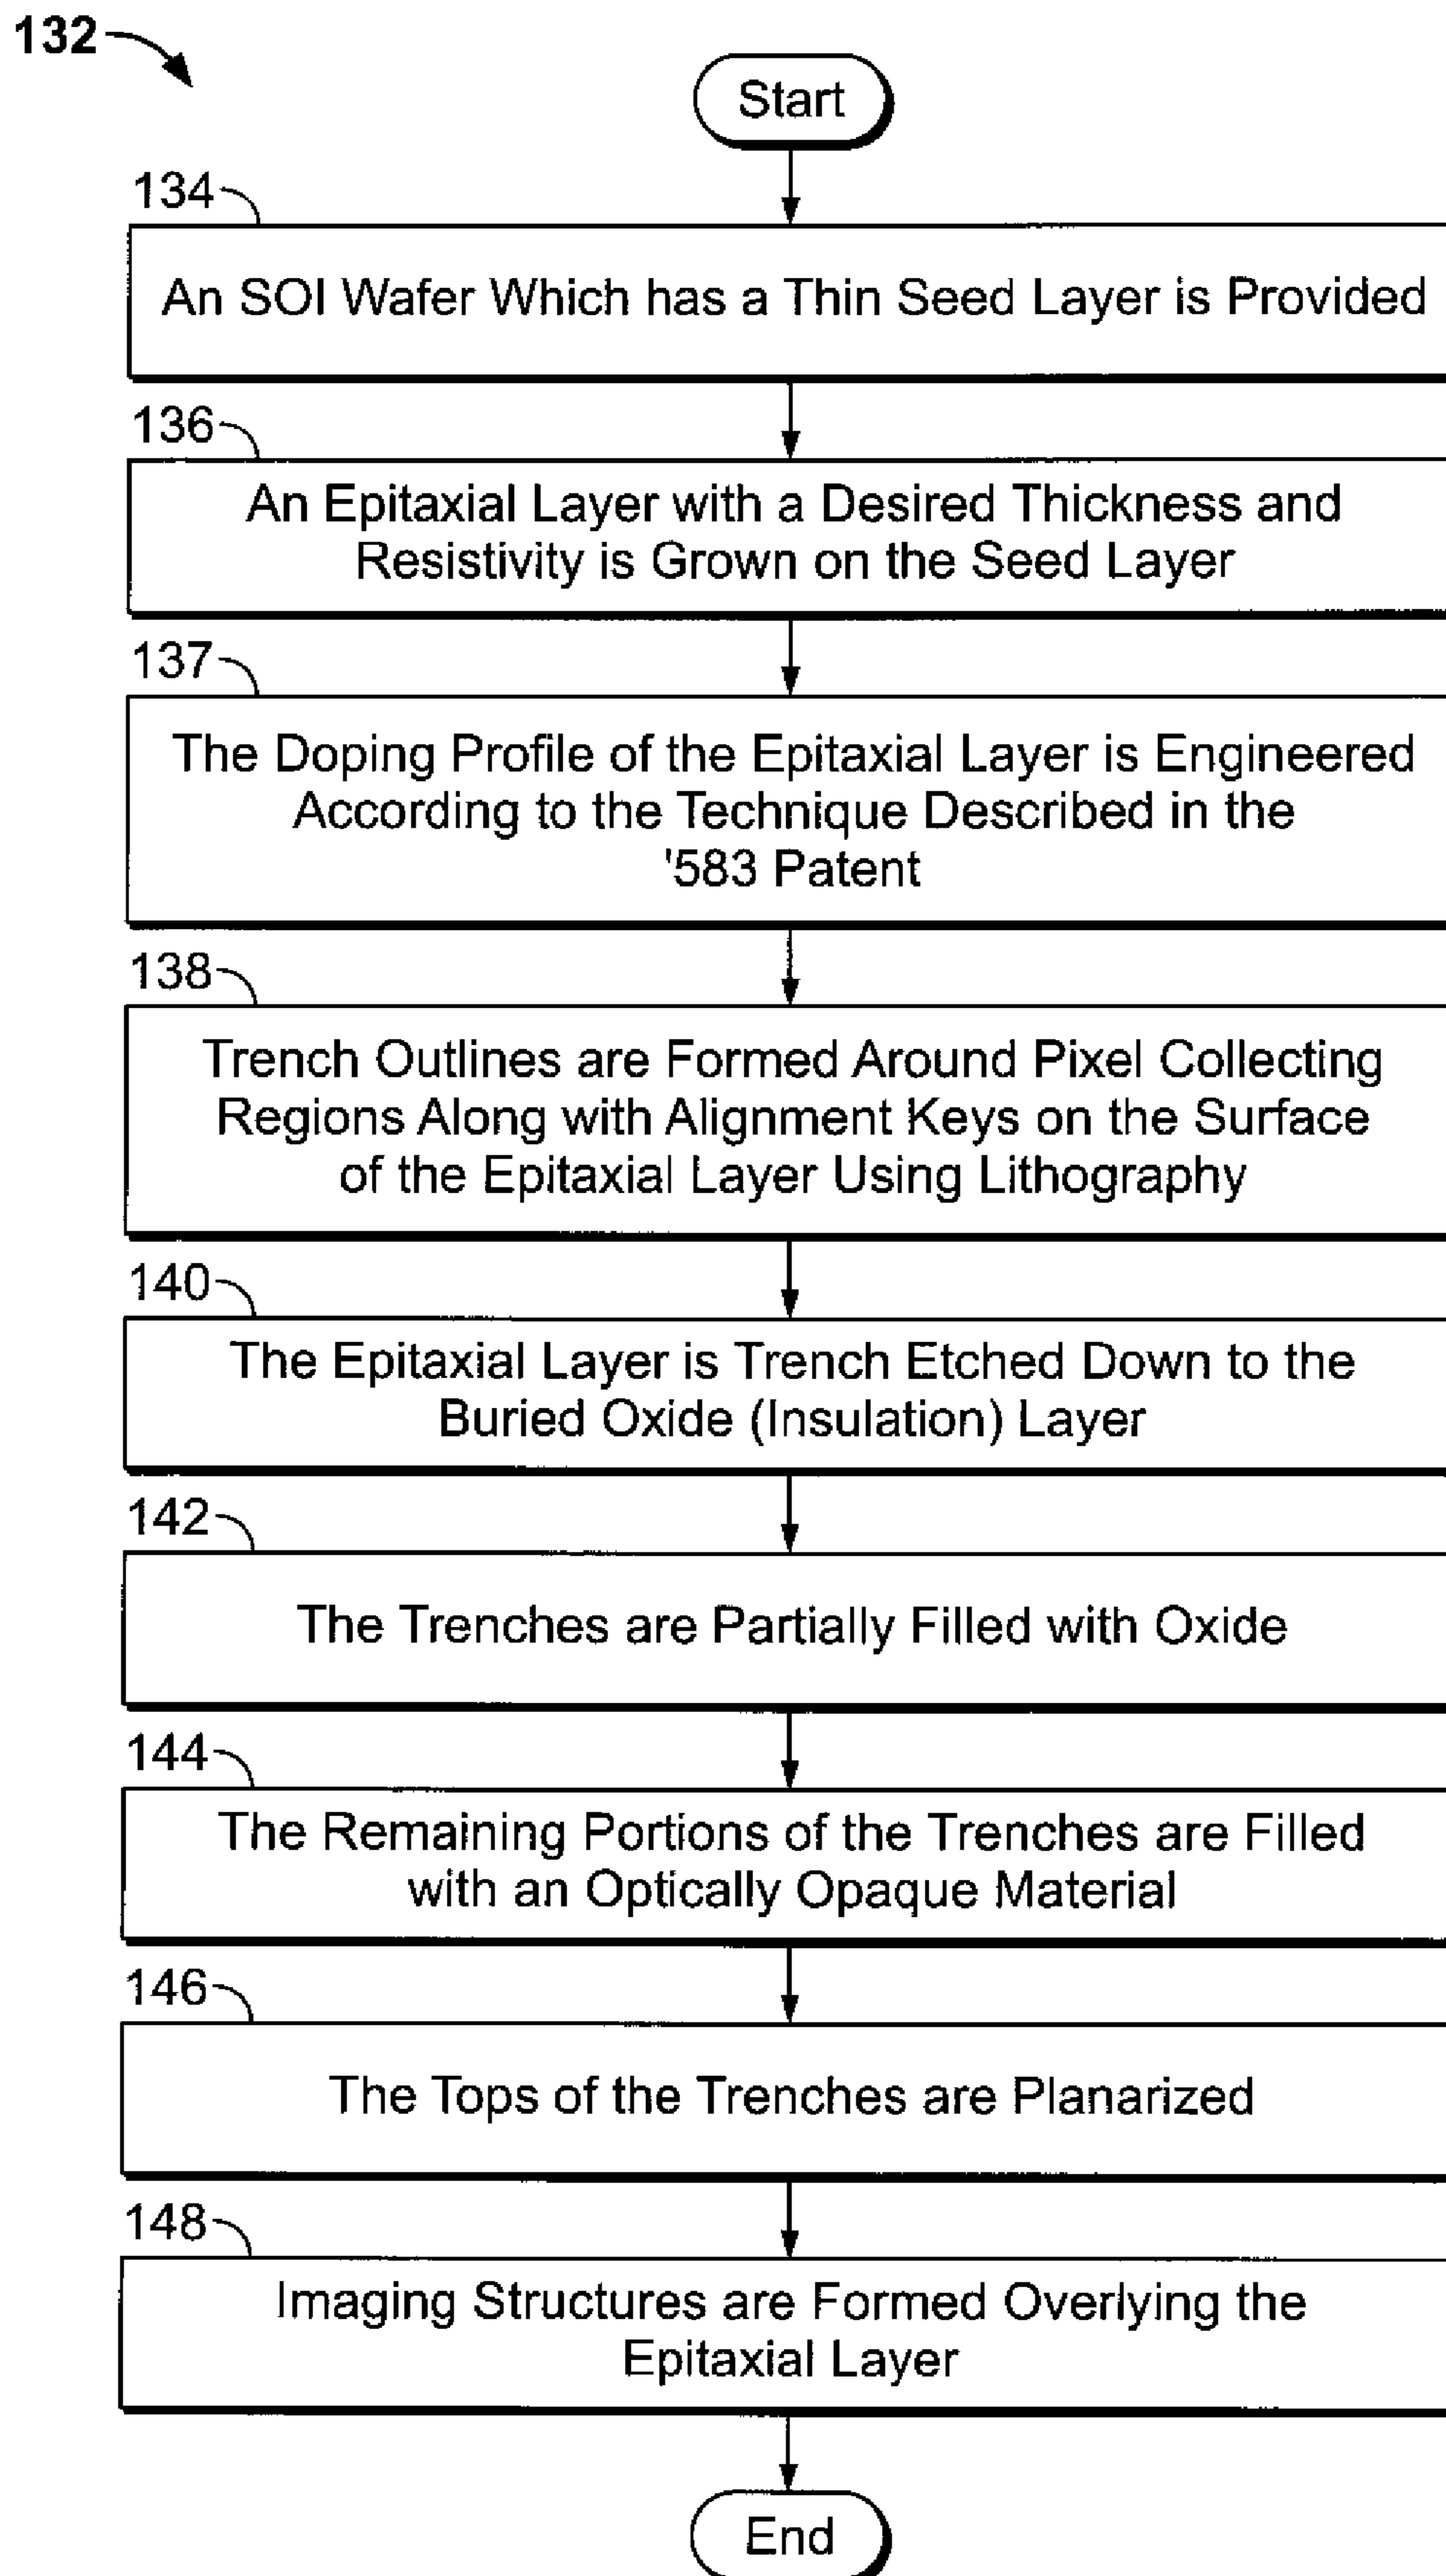 132
Start
134
An SOI Wafer Which has a Thin Seed Layer is Provided
136
An Epitaxial Layer with a Desired Thickness and
Resistivity is Grown on the Seed Layer
137
The Doping Profile of the Epitaxial Layer is Engineered
According to the Technique Described in the
'583 Patent
138
Trench Outlines are Formed Around Pixel Collecting
Regions Along with Alignment Keys on the Surface
of the Epitaxial Layer Using Lithography
140
The Epitaxial Layer is Trench Etched Down to the
Buried Oxide (Insulation) Layer
142
The Trenches are Partially Filled with Oxide
144
The Remaining Portions of the Trenches are Filled
with an Optically Opaque Material
146
The Tops of the Trenches are Planarized
148
Imaging Structures are Formed Overlying the
Epitaxial Layer
End